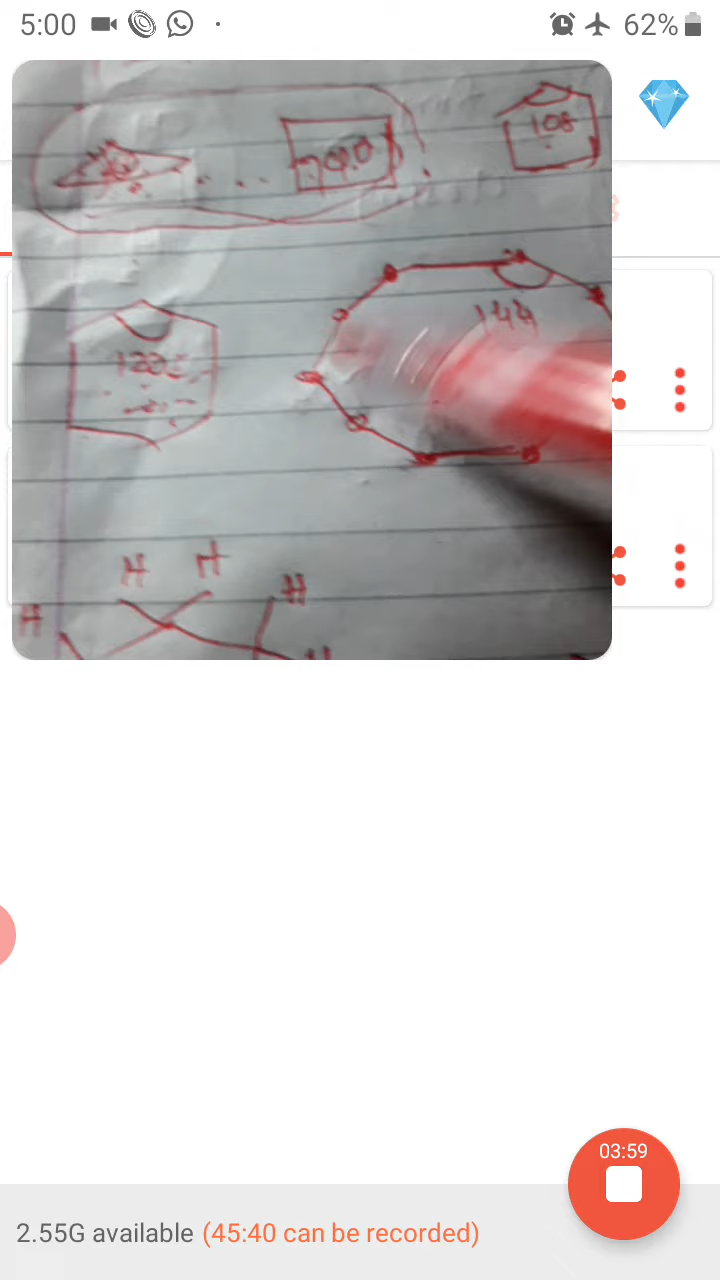 5:00 62%
108
120
144
H H
H
H
H
03:59
2.55G available (45:40 can be recorded)